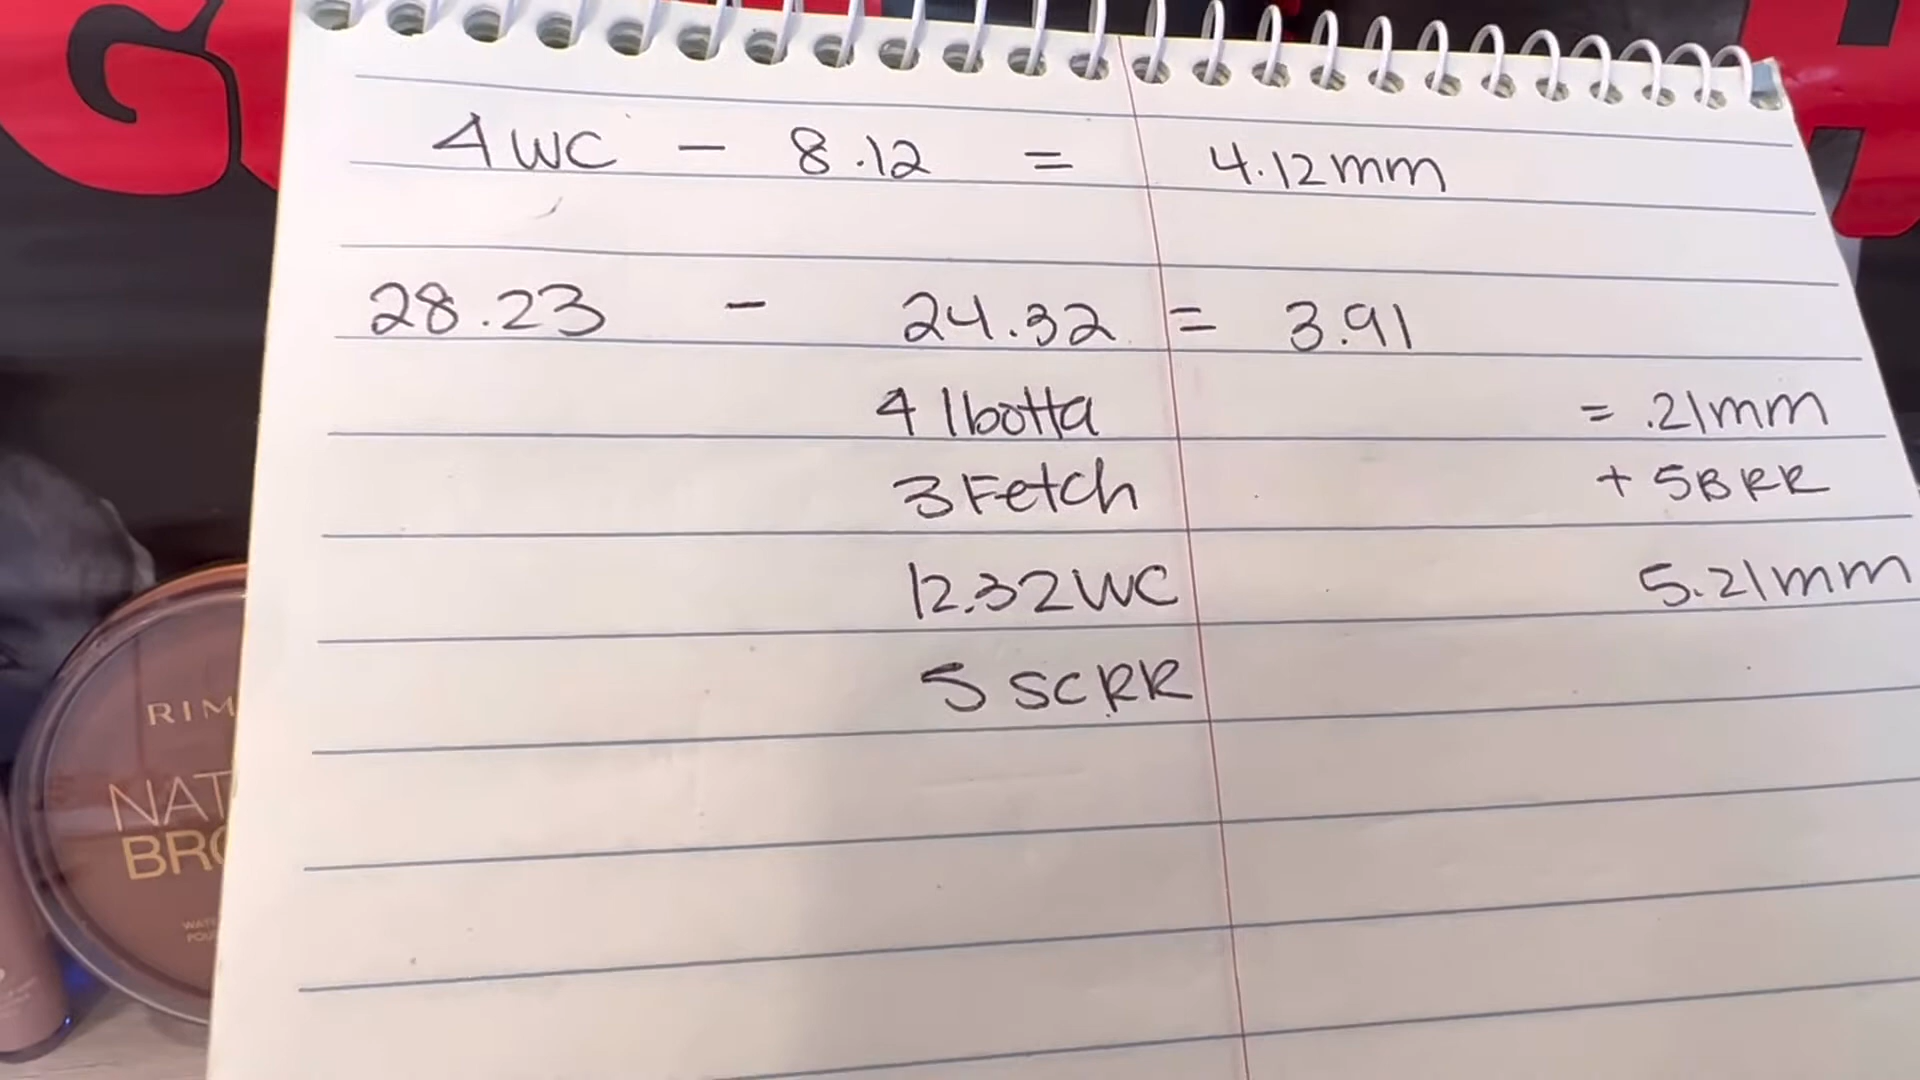 4WC - 8.12 = 4.12mm
28.23 - 24.32 = 3.91
4 Ibotta = .21mm
3 Fetch + 5BRR
12.32WC 5.21mm
5 SCRR
RIM
NAT
BRO